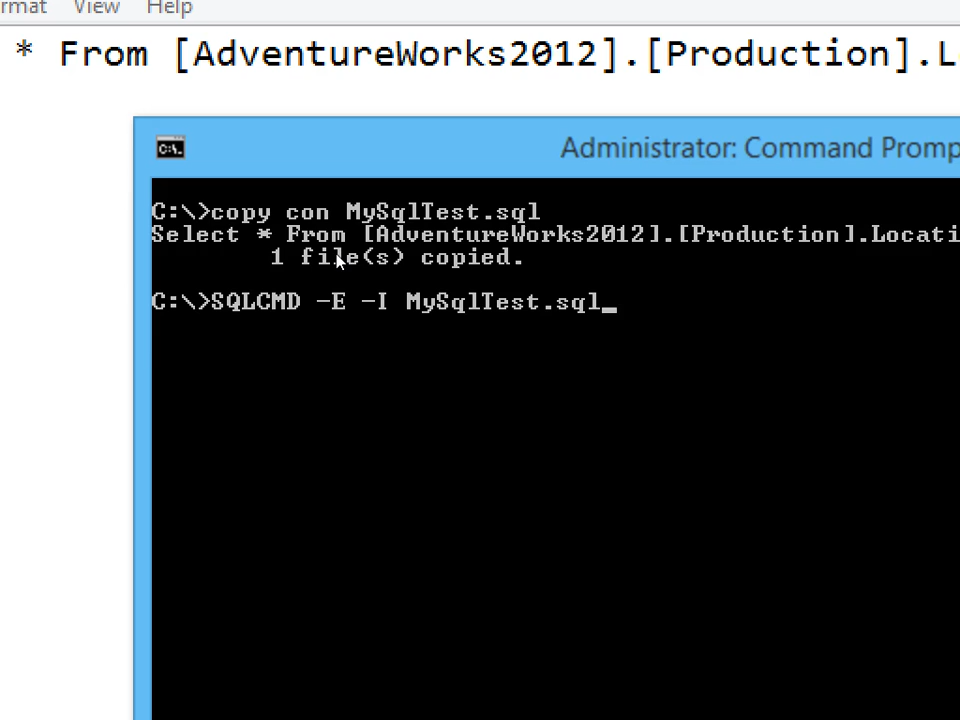 rmat View Help
* From [AdventureWorks2012].[Production].L
Administrator: Command Promp
C:\>copy con MySqlTest.sql
Select * From [AdventureWorks2012].[Production].Locati
1 file(s) copied.
C:\>SQLCMD -E -I MySqlTest.sql_